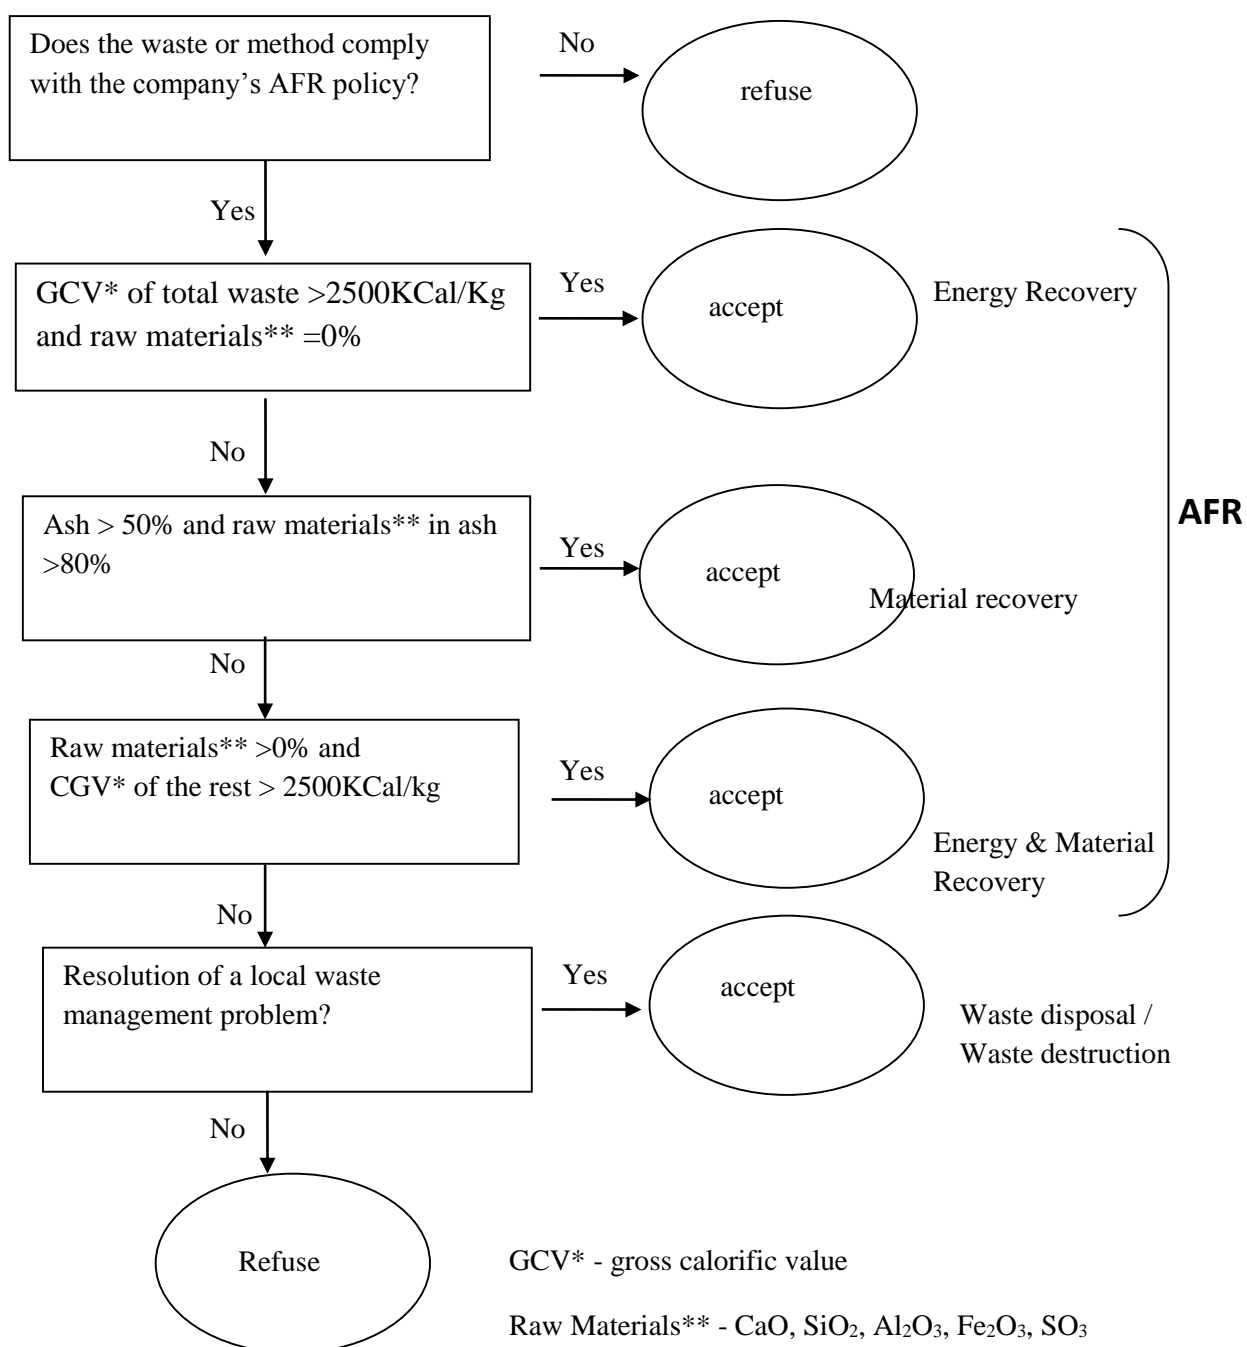 Does the waste or method comply
with the company’s AFR policy?
No
refuse
Yes
GCV* of total waste >2500KCal/Kg
and raw materials** =0%
Yes
accept
Energy Recovery
No
Ash > 50% and raw materials** in ash
>80%
Yes
accept
Material recovery
AFR
No
Raw materials** >0% and
CGV* of the rest > 2500KCal/kg
Yes
accept
Energy & Material
Recovery
No
Resolution of a local waste
management problem?
Yes
accept
Waste disposal /
Waste destruction
No
Refuse
GCV* - gross calorific value
Raw Materials** - CaO, SiO₂, Al₂O₃, Fe₂O₃, SO₃